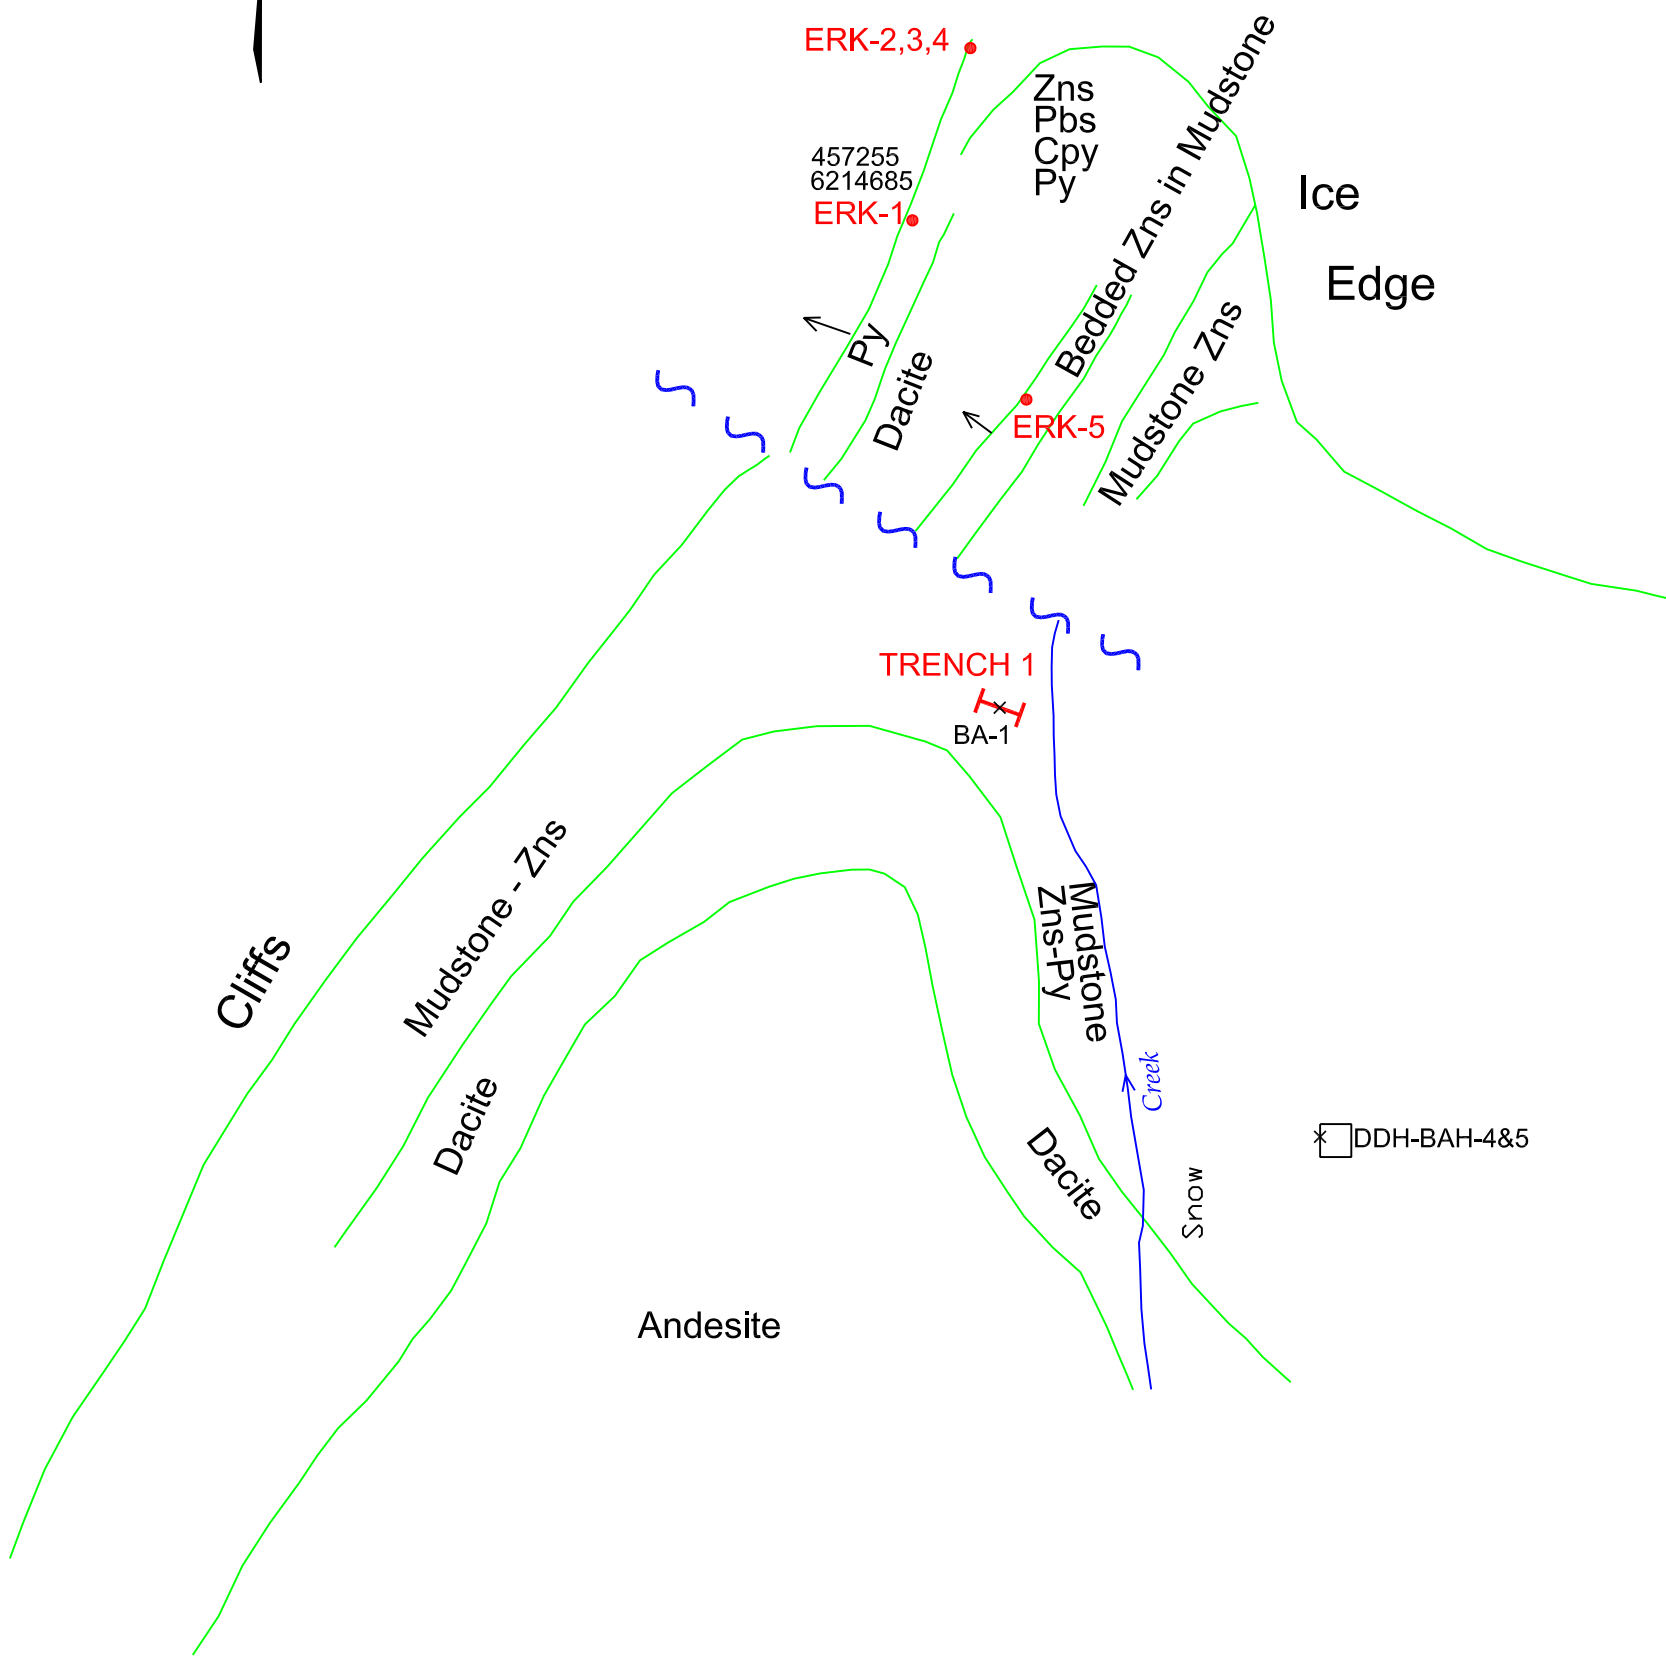 ERK-2,3,4
Zns
Pbs
Cpy
Py
457255
6214685
ERK-1
Ice
Edge
Bedded Zns in Mudstone
Py
Dacite
Mudstone Zns
ERK-5
TRENCH 1
BA-1
Mudstone - Zns
Cliffs
Mudstone
Zns-Py
Creek
Dacite
Dacite
DDH-BAH-4&5
Snow
Andesite